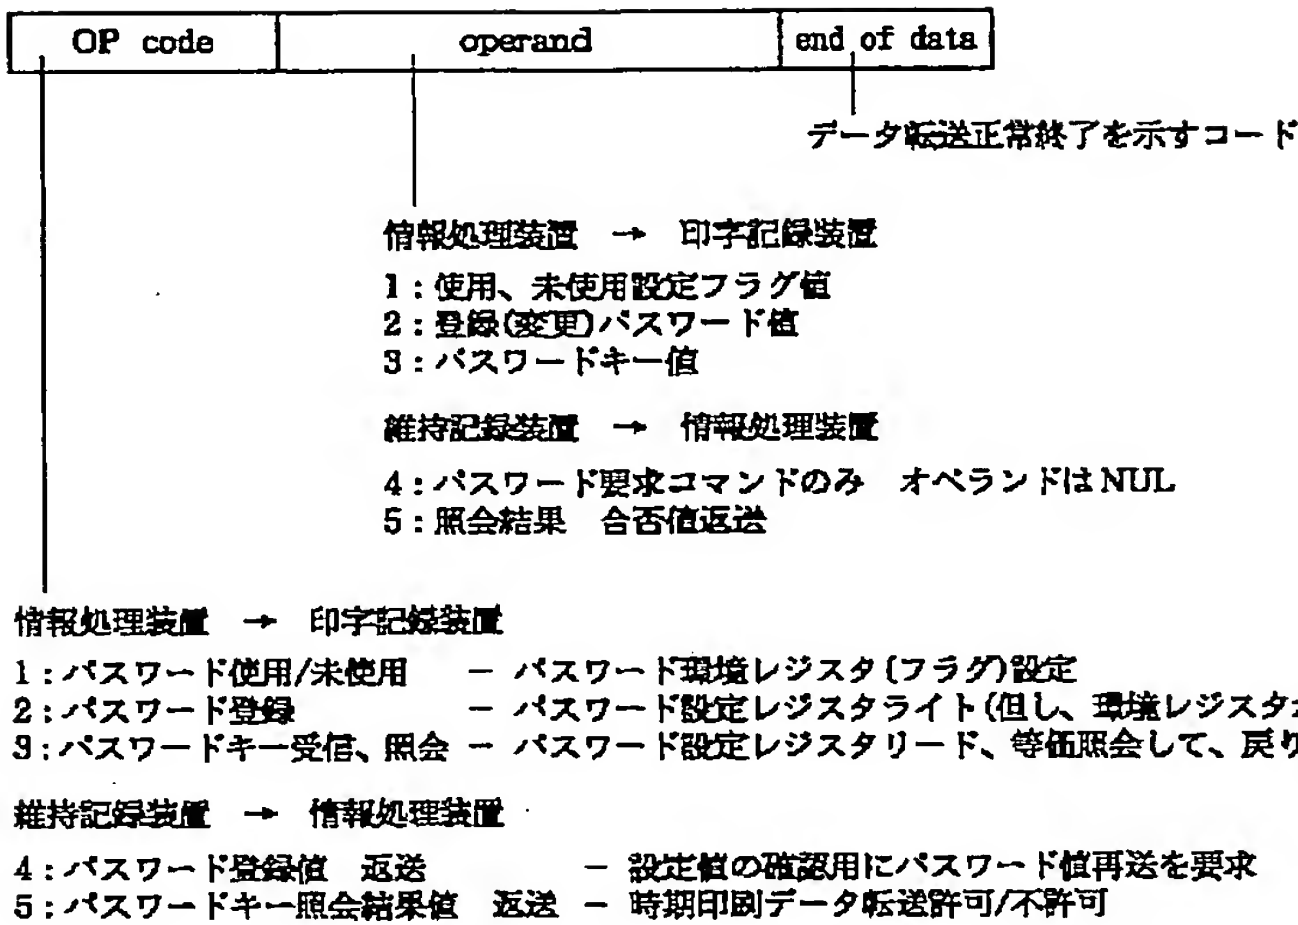 OP code operand end of data
データ転送正常終了を示すコード
情報処理装置 → 印字記録装置
1:使用、未使用設定フラグ値
2:登録(変更)パスワード値
3:パスワードキー値
維持記録装置 → 情報処理装置
4:パスワード要求コマンドのみ オペランドはNUL
5:照会結果 合否値返送
情報処理装置 → 印字記録装置
1:パスワード使用/未使用 － パスワード環境レジスタ(フラグ)設定
2:パスワード登録 － パスワード設定レジスタライト(但し、環境レジスタ
3:パスワードキー受信、照会 － パスワード設定レジスタリード、等価照会して、戻り
維持記録装置 → 情報処理装置
4:パスワード登録値 返送 － 設定値の確認用にパスワード値再送を要求
5:パスワードキー照会結果値 返送 － 時期印刷データ転送許可/不許可